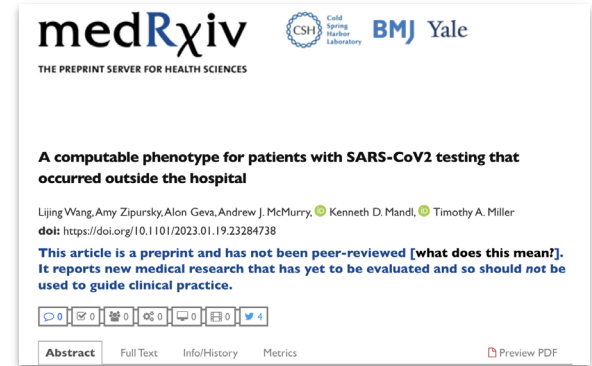 medRχiv
CSH Cold Spring Harbor Laboratory BMJ Yale
THE PREPRINT SERVER FOR HEALTH SCIENCES
A computable phenotype for patients with SARS-CoV2 testing that
occurred outside the hospital
Lijing Wang, Amy Zipursky, Alon Geva, Andrew J. McMurry, iD Kenneth D. Mandl, iD Timothy A. Miller
doi: https://doi.org/10.1101/2023.01.19.23284738
This article is a preprint and has not been peer-reviewed [what does this mean?].
It reports new medical research that has yet to be evaluated and so should not be
used to guide clinical practice.
0 0 0 0 0 0 4
Abstract Full Text Info/History Metrics Preview PDF